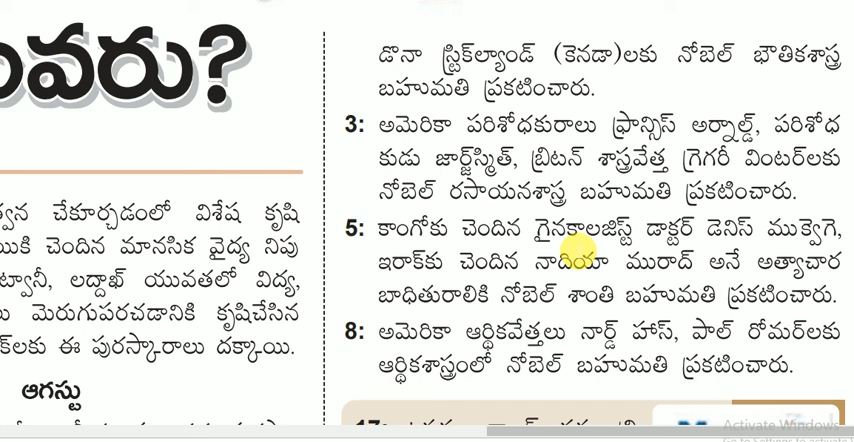 వరు?
త్వన చేకూర్చడంలో విశేష కృషి
యికి చెందిన మానసిక వైద్య నిపు
ట్వానీ, లద్దాఖ్ యువతలో విద్య,
లు మెరుగుపరచడానికి కృషిచేసిన
క్‌లకు ఈ పురస్కారాలు దక్కాయి.
ఆగస్టు
డొనా స్ట్రిక్‌ల్యాండ్ (కెనడా)లకు నోబెల్ భౌతికశాస్త్ర
బహుమతి ప్రకటించారు.
3: అమెరికా పరిశోధకురాలు ఫ్రాన్సిస్ అర్నాల్డ్, పరిశోధ
కుడు జార్జ్‌స్మిత్, బ్రిటన్ శాస్త్రవేత్త గ్రెగరీ వింటర్‌లకు
నోబెల్ రసాయనశాస్త్ర బహుమతి ప్రకటించారు.
5: కాంగోకు చెందిన గైనకాలజిస్ట్ డాక్టర్ డెనిస్ ముక్వెగె,
ఇరాక్‌కు చెందిన నాదియా మురాద్ అనే అత్యాచార
బాధితురాలికి నోబెల్ శాంతి బహుమతి ప్రకటించారు.
8: అమెరికా ఆర్థికవేత్తలు నార్డ్ హాస్, పాల్ రోమర్‌లకు
ఆర్థికశాస్త్రంలో నోబెల్ బహుమతి ప్రకటించారు.
Activate Windows